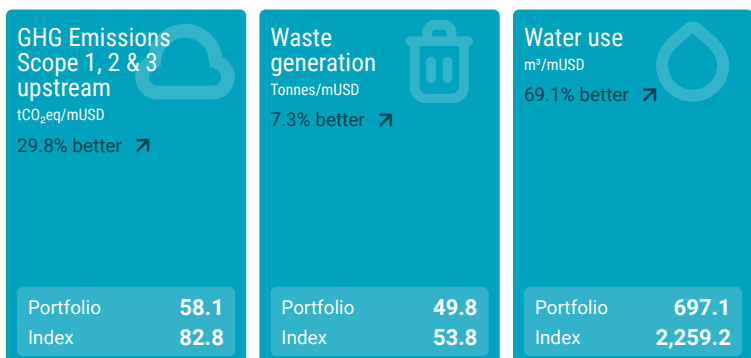 GHG Emissions
Scope 1, 2 & 3
upstream
tCO₂eq/mUSD
29.8% better
Portfolio 58.1
Index 82.8
Waste
generation
Tonnes/mUSD
7.3% better
Portfolio 49.8
Index 53.8
Water use
m³/mUSD
69.1% better
Portfolio 697.1
Index 2,259.2